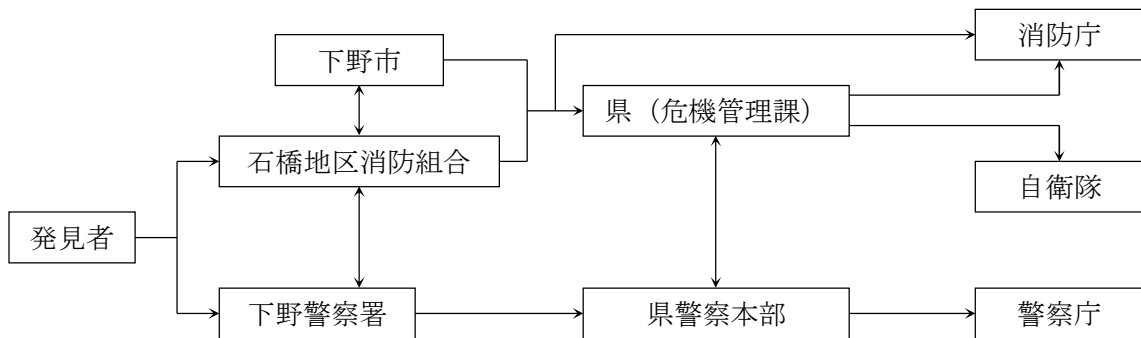 消防庁
下野市
県（危機管理課）
石橋地区消防組合
自衛隊
発見者
下野警察署
県警察本部
警察庁